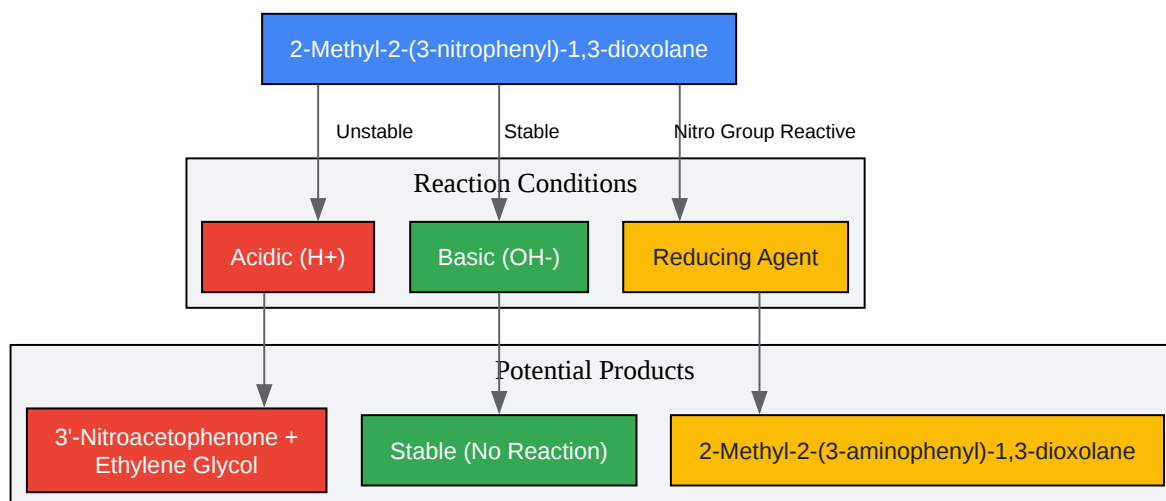 2-Methyl-2-(3-nitrophenyl)-1,3-dioxolane
Unstable
Stable
Nitro Group Reactive
Reaction Conditions
Acidic (H+)
Basic (OH-)
Reducing Agent
Potential Products
3'-Nitroacetophenone +
Ethylene Glycol
Stable (No Reaction)
2-Methyl-2-(3-aminophenyl)-1,3-dioxolane